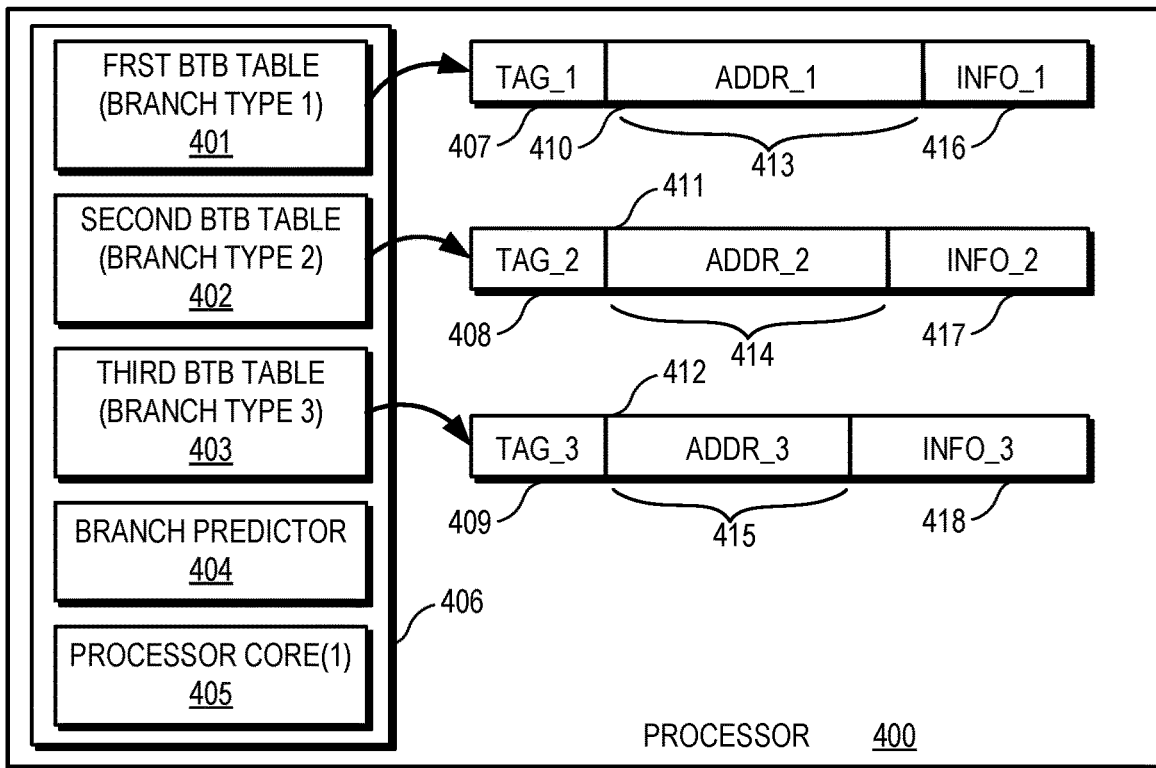 FRST BTB TABLE
(BRANCH TYPE 1)
401
TAG_1 ADDR_1 INFO_1
407 410 413 416
SECOND BTB TABLE
(BRANCH TYPE 2)
402
411
TAG_2 ADDR_2 INFO_2
408 414 417
THIRD BTB TABLE
(BRANCH TYPE 3)
403
412
TAG_3 ADDR_3 INFO_3
409 415 418
BRANCH PREDICTOR
404
406
PROCESSOR CORE(1)
405
PROCESSOR 400